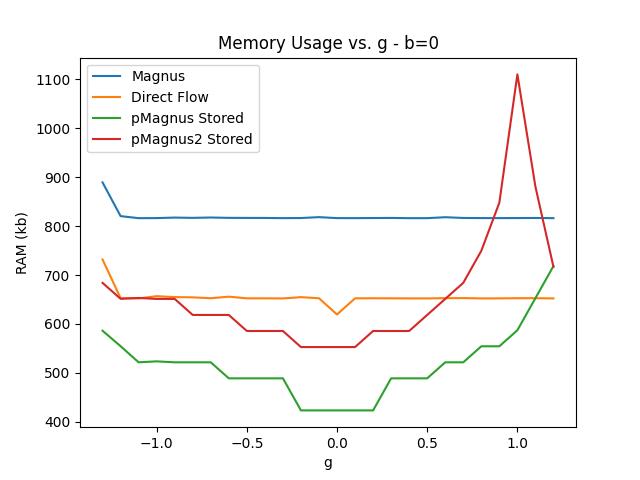 Memory Usage vs. g - b=0
Magnus
Direct Flow
pMagnus Stored
pMagnus2 Stored
RAM (kb)
1100
1000
900
800
700
600
500
400
−1.0 −0.5 0.0 0.5 1.0
g